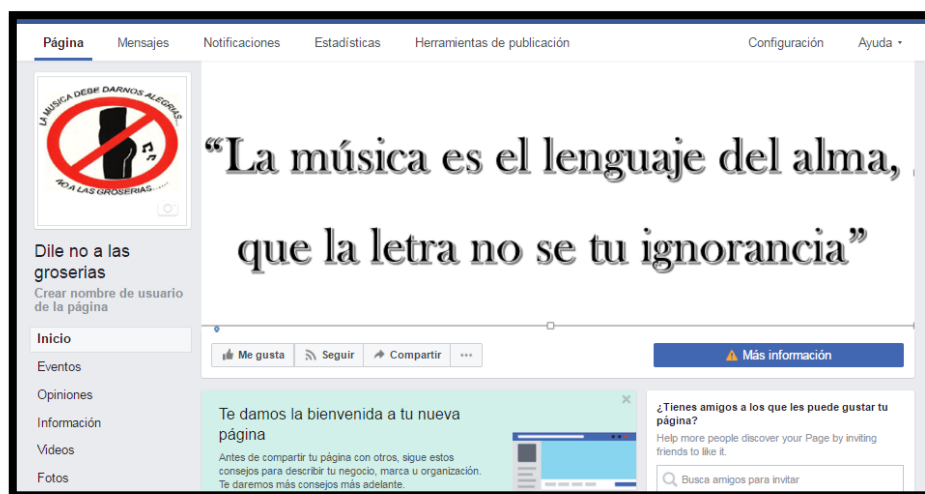 Página Mensajes Notificaciones Estadísticas Herramientas de publicación Configuración Ayuda
LA MUSICA DEBE DARNOS ALEGRIAS...
NO A LAS GROSERIAS......
“La música es el lenguaje del alma,
que la letra no se tu ignorancia”
Dile no a las
groserias
Crear nombre de usuario
de la página
Inicio
Eventos
Opiniones
Información
Videos
Fotos
Me gusta Seguir Compartir ... Más información
Te damos la bienvenida a tu nueva
página
Antes de compartir tu página con otros, sigue estos
consejos para describir tu negocio, marca u organización.
Te daremos más consejos más adelante.
¿Tienes amigos a los que les puede gustar tu
página?
Help more people discover your Page by inviting
friends to like it.
Busca amigos para invitar